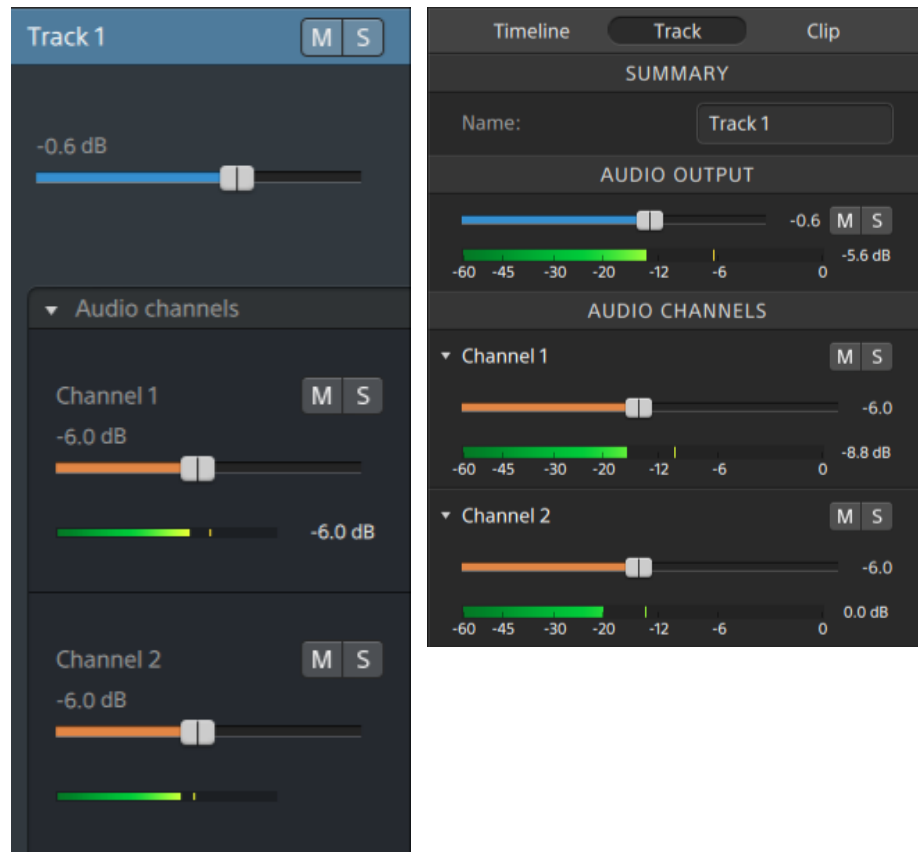 Track 1 M S
-0.6 dB
Audio channels
Channel 1 M S
-6.0 dB
-6.0 dB
Channel 2 M S
-6.0 dB
Timeline Track Clip
SUMMARY
Name: Track 1
AUDIO OUTPUT
-0.6 M S
-5.6 dB
-60 -45 -30 -20 -12 -6 0
AUDIO CHANNELS
Channel 1 M S
-6.0
-8.8 dB
-60 -45 -30 -20 -12 -6 0
Channel 2 M S
-6.0
0.0 dB
-60 -45 -30 -20 -12 -6 0